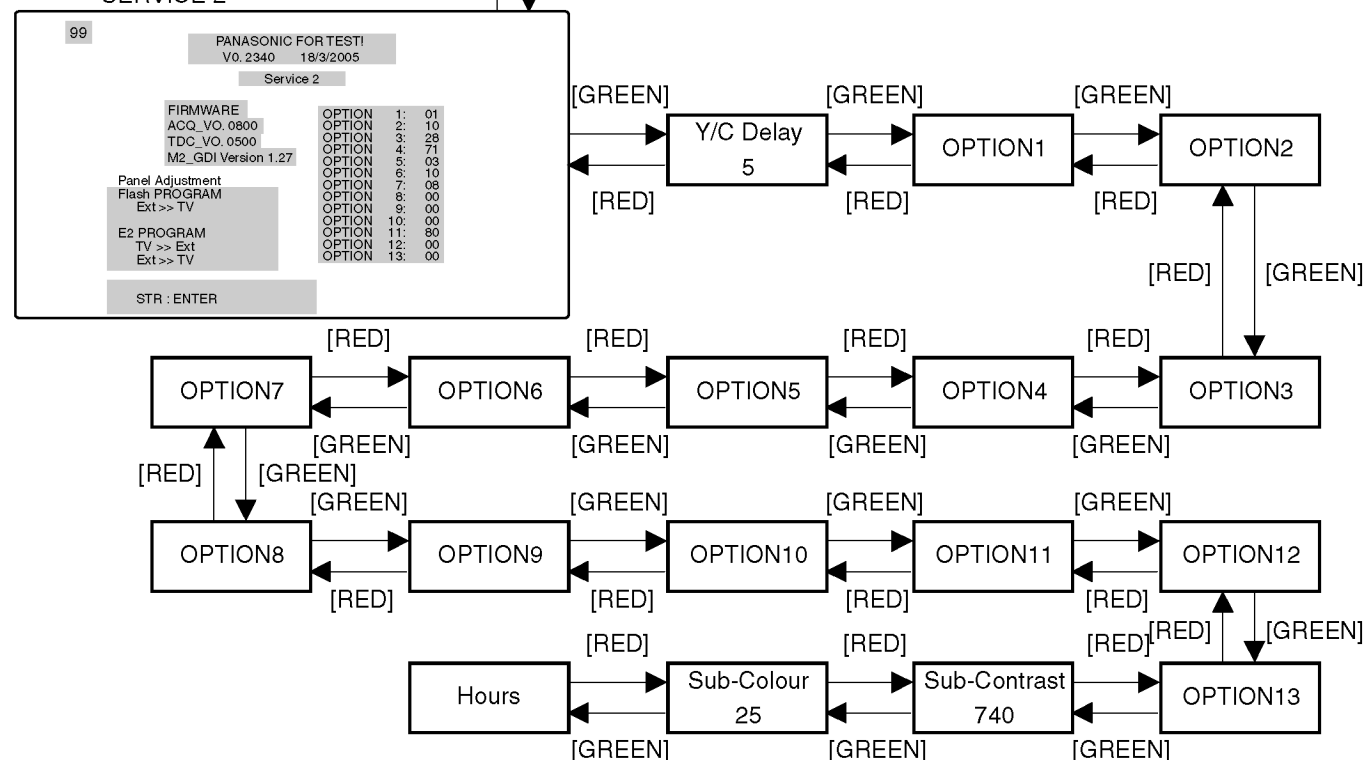 SERVICE 2
99
PANASONIC FOR TEST!
V0. 2340 18/3/2005
Service 2
FIRMWARE
ACQ_VO. 0800
TDC_VO. 0500
M2_GDI Version 1.27
OPTION 1: 01
OPTION 2: 10
OPTION 3: 28
OPTION 4: 71
OPTION 5: 03
OPTION 6: 10
OPTION 7: 08
OPTION 8: 00
OPTION 9: 00
OPTION 10: 00
OPTION 11: 80
OPTION 12: 00
OPTION 13: 00
Panel Adjustment
Flash PROGRAM
Ext >> TV
E2 PROGRAM
TV >> Ext
Ext >> TV
STR : ENTER
[GREEN] [GREEN] [GREEN]
Y/C Delay
5
OPTION1 OPTION2
[RED] [RED] [RED]
[RED] [GREEN]
[RED] [RED] [RED] [RED]
OPTION7 OPTION6 OPTION5 OPTION4 OPTION3
[GREEN] [GREEN] [GREEN] [GREEN]
[RED] [GREEN]
[GREEN] [GREEN] [GREEN] [GREEN]
OPTION8 OPTION9 OPTION10 OPTION11 OPTION12
[RED] [RED] [RED] [RED]
[RED] [GREEN]
[RED] [RED] [RED]
Hours
Sub-Colour
25
Sub-Contrast
740
OPTION13
[GREEN] [GREEN] [GREEN]